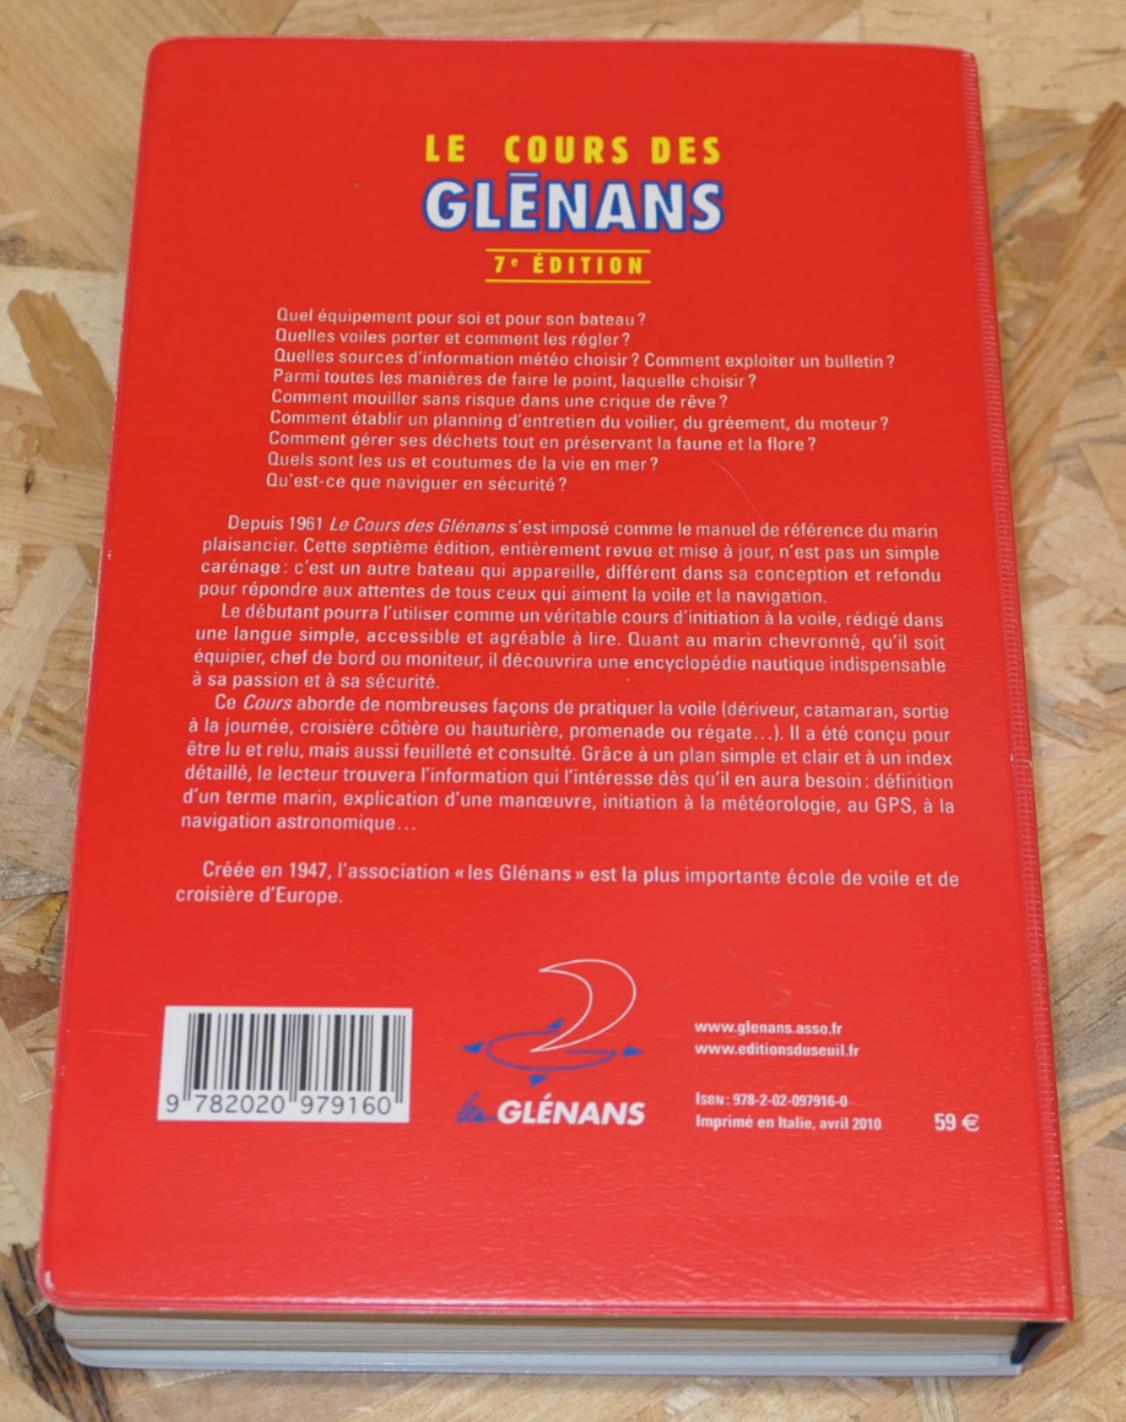 LE COURS DES
GLÉNANS
7e ÉDITION
Quel équipement pour soi et pour son bateau ?
Quelles voiles porter et comment les régler ?
Quelles sources d'information météo choisir ? Comment exploiter un bulletin ?
Parmi toutes les manières de faire le point, laquelle choisir ?
Comment mouiller sans risque dans une crique de rêve ?
Comment établir un planning d'entretien du voilier, du gréement, du moteur ?
Comment gérer ses déchets tout en préservant la faune et la flore ?
Quels sont les us et coutumes de la vie en mer ?
Qu'est-ce que naviguer en sécurité ?
Depuis 1961 Le Cours des Glénans s'est imposé comme le manuel de référence du marin
plaisancier. Cette septième édition, entièrement revue et mise à jour, n'est pas un simple
carénage : c'est un autre bateau qui appareille, différent dans sa conception et refondu
pour répondre aux attentes de tous ceux qui aiment la voile et la navigation.
Le débutant pourra l'utiliser comme un véritable cours d'initiation à la voile, rédigé dans
une langue simple, accessible et agréable à lire. Quant au marin chevronné, qu'il soit
équipier, chef de bord ou moniteur, il découvrira une encyclopédie nautique indispensable
à sa passion et à sa sécurité.
Ce Cours aborde de nombreuses façons de pratiquer la voile (dériveur, catamaran, sortie
à la journée, croisière côtière ou hauturière, promenade ou régate...). Il a été conçu pour
être lu et relu, mais aussi feuilleté et consulté. Grâce à un plan simple et clair et à un index
détaillé, le lecteur trouvera l'information qui l'intéresse dès qu'il en aura besoin : définition
d'un terme marin, explication d'une manœuvre, initiation à la météorologie, au GPS, à la
navigation astronomique...
Créée en 1947, l'association « les Glénans » est la plus importante école de voile et de
croisière d'Europe.
www.glenans.asso.fr
www.editionsduseuil.fr
9 782020 979160
les GLÉNANS
ISBN : 978-2-02-097916-0
Imprimé en Italie, avril 2010
59 €